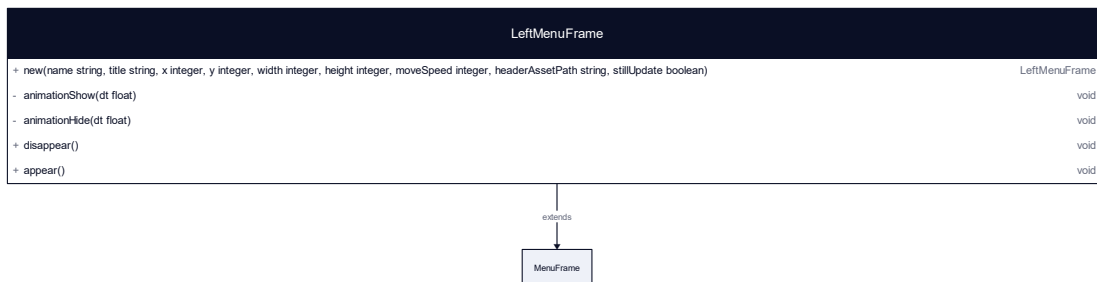 LeftMenuFrame
+ new(name string, title string, x integer, y integer, width integer, height integer, moveSpeed integer, headerAssetPath string, stillUpdate boolean) LeftMenuFrame
- animationShow(dt float) void
- animationHide(dt float) void
+ disappear() void
+ appear() void
extends
MenuFrame